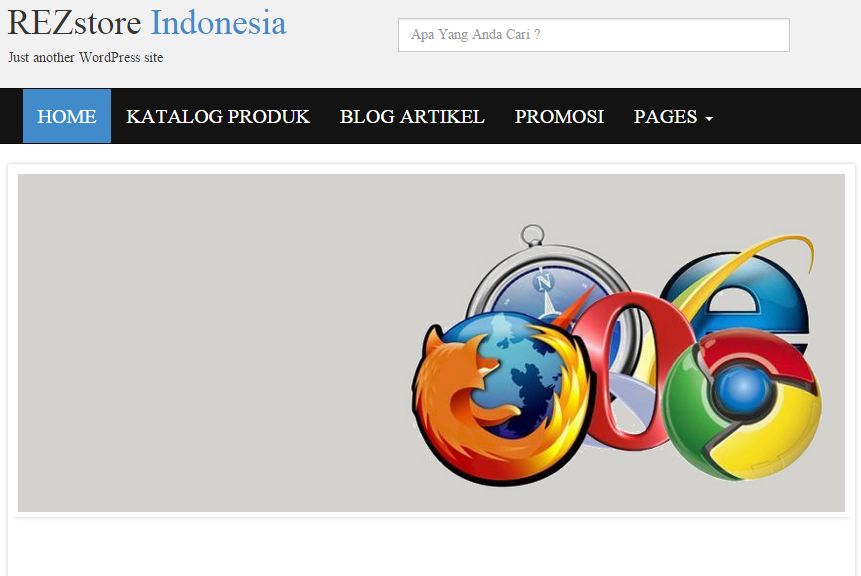 REZstore Indonesia
Apa Yang Anda Cari ?
Just another WordPress site
HOME KATALOG PRODUK BLOG ARTIKEL PROMOSI PAGES
N